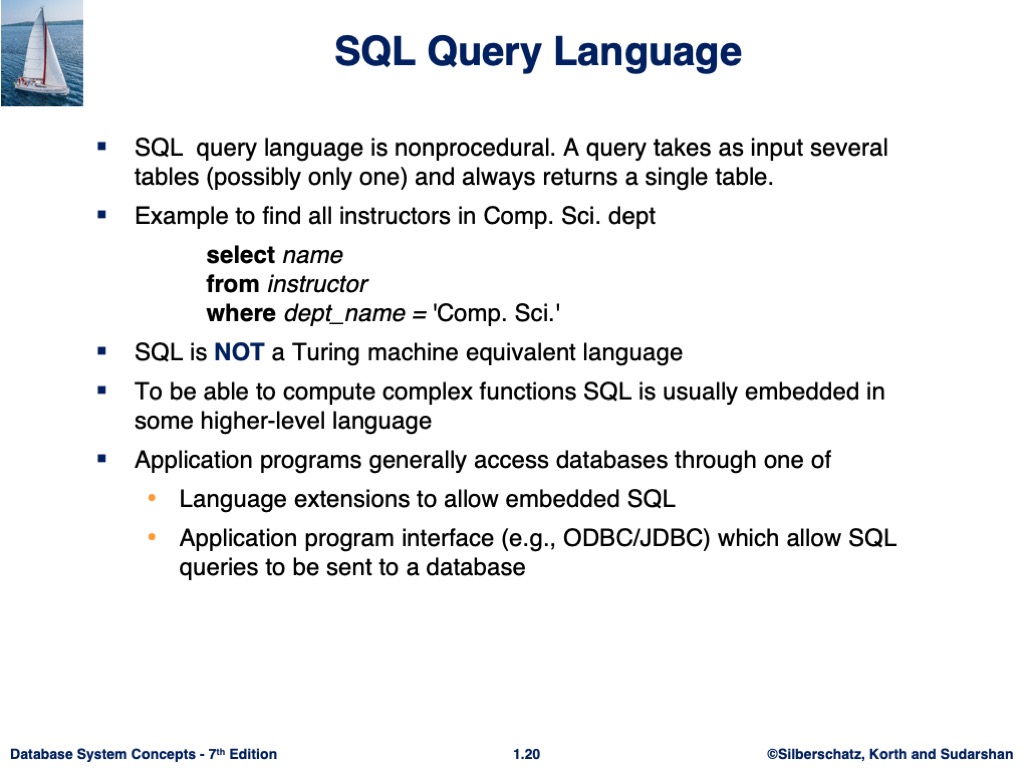 SQL Query Language
▪ SQL  query language is nonprocedural. A query takes as input several
tables (possibly only one) and always returns a single table.
▪ Example to find all instructors in Comp. Sci. dept
select name
from instructor
where dept_name = 'Comp. Sci.'
▪ SQL is NOT a Turing machine equivalent language
▪ To be able to compute complex functions SQL is usually embedded in
some higher-level language
▪ Application programs generally access databases through one of
• Language extensions to allow embedded SQL
• Application program interface (e.g., ODBC/JDBC) which allow SQL
queries to be sent to a database
Database System Concepts - 7th Edition 1.20 ©Silberschatz, Korth and Sudarshan